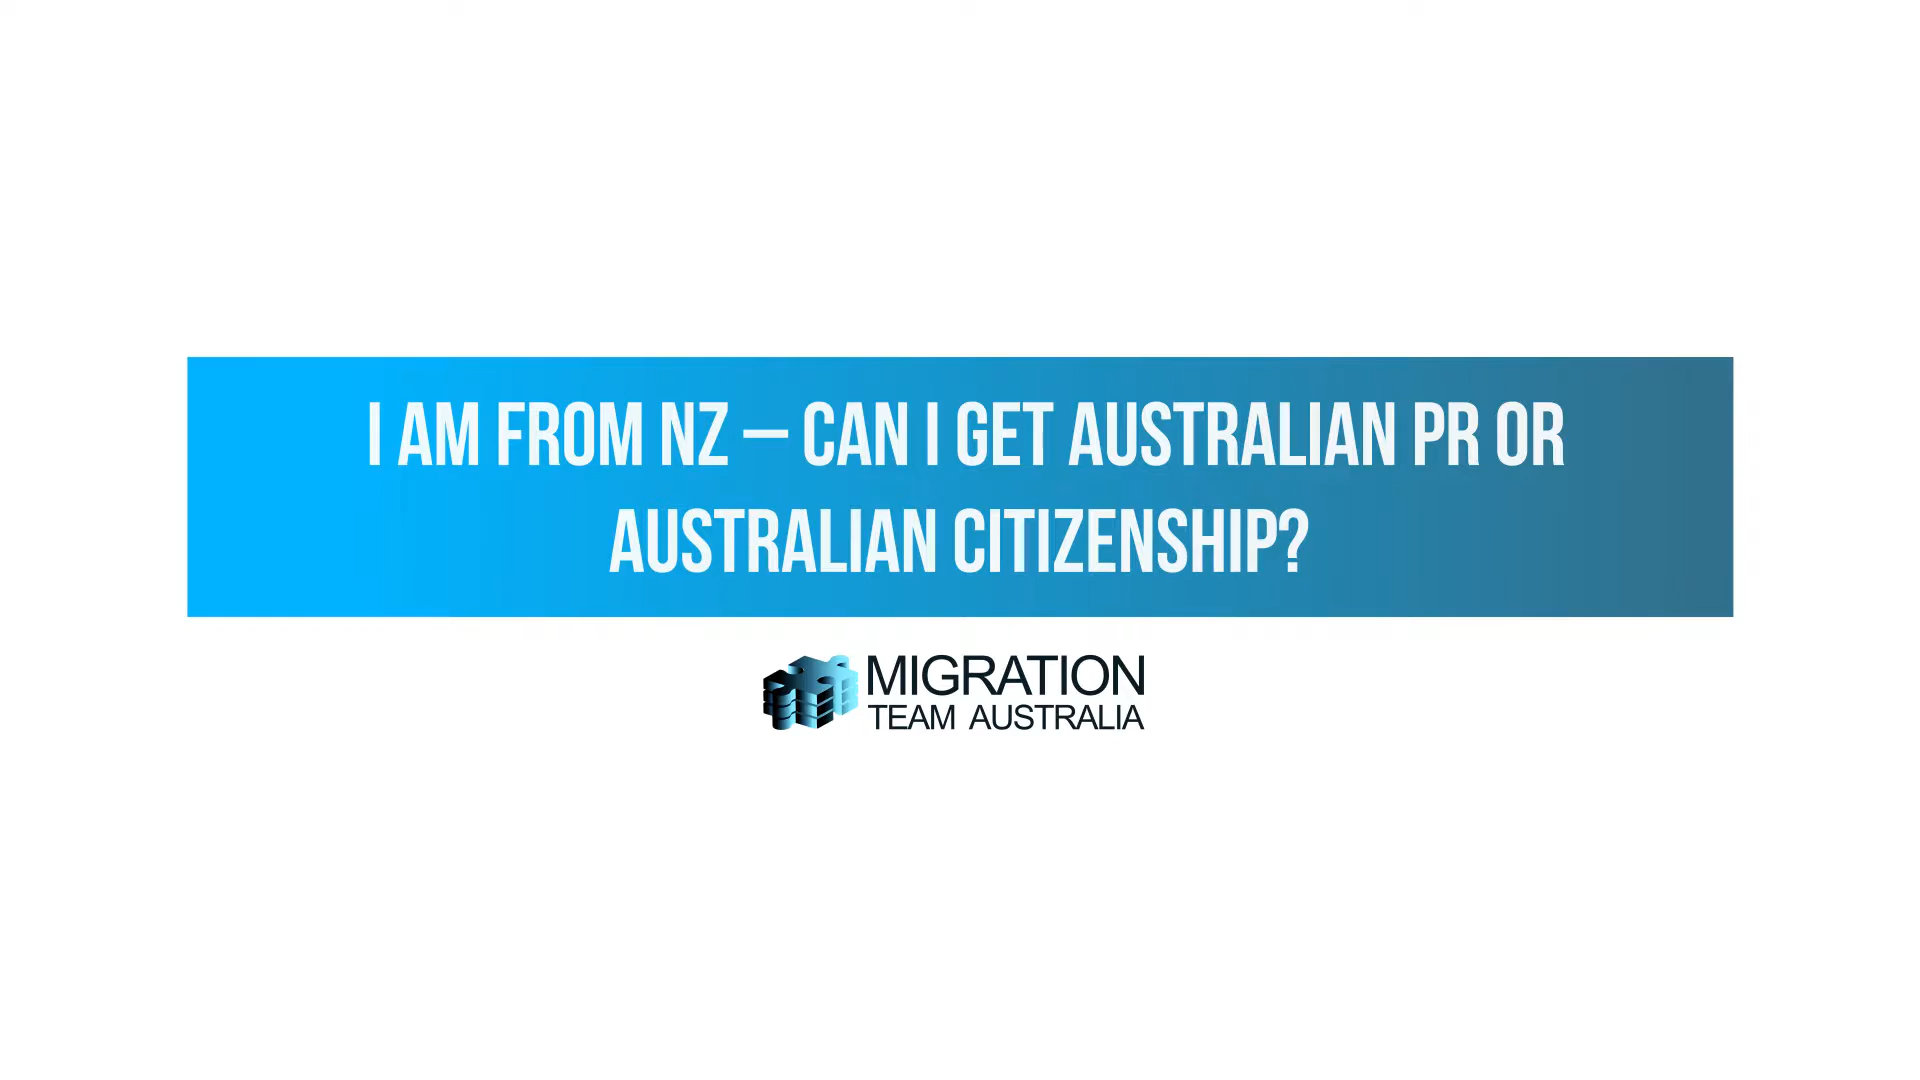 I AM FROM NZ – CAN I GET AUSTRALIAN PR OR
AUSTRALIAN CITIZENSHIP?
MIGRATION
TEAM AUSTRALIA